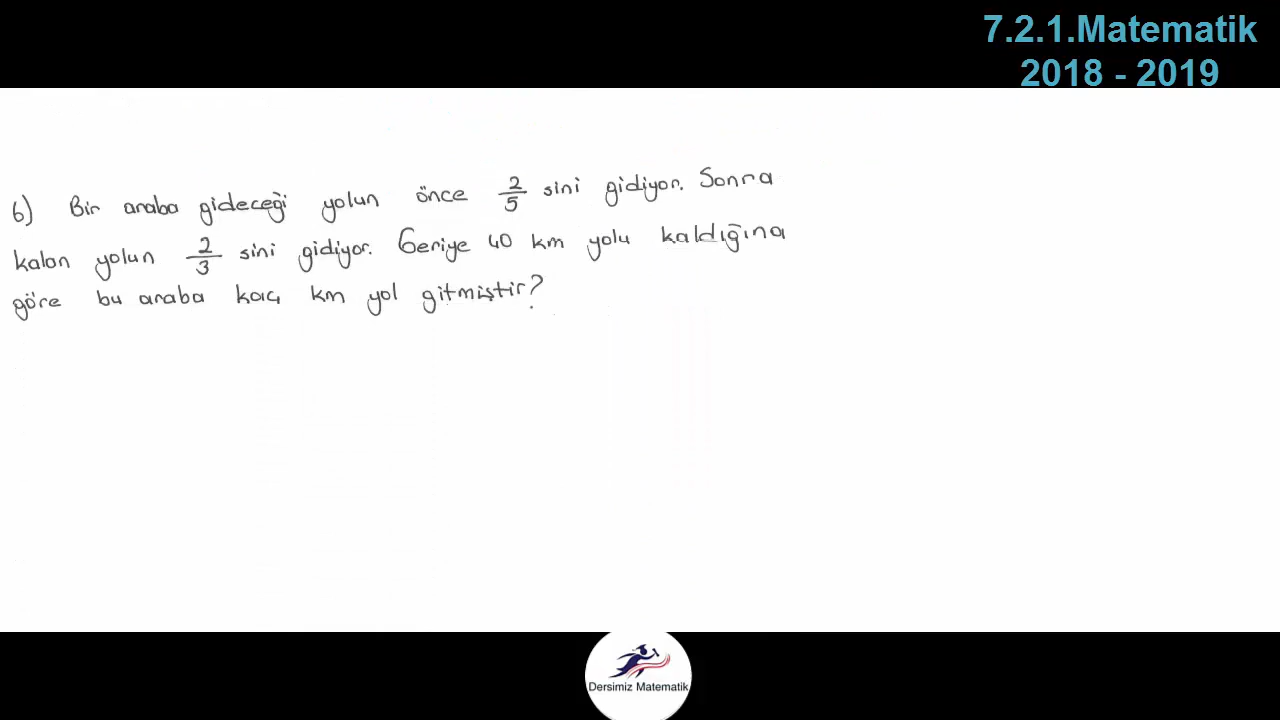 7.2.1.Matematik
2018 - 2019
6) Bir araba gideceği yolun önce 2/5 sini gidiyor. Sonra
kalan yolun 2/3 sini gidiyor. Geriye 40 km yolu kaldığına
göre bu araba kaç km yol gitmiştir?
Dersimiz Matematik